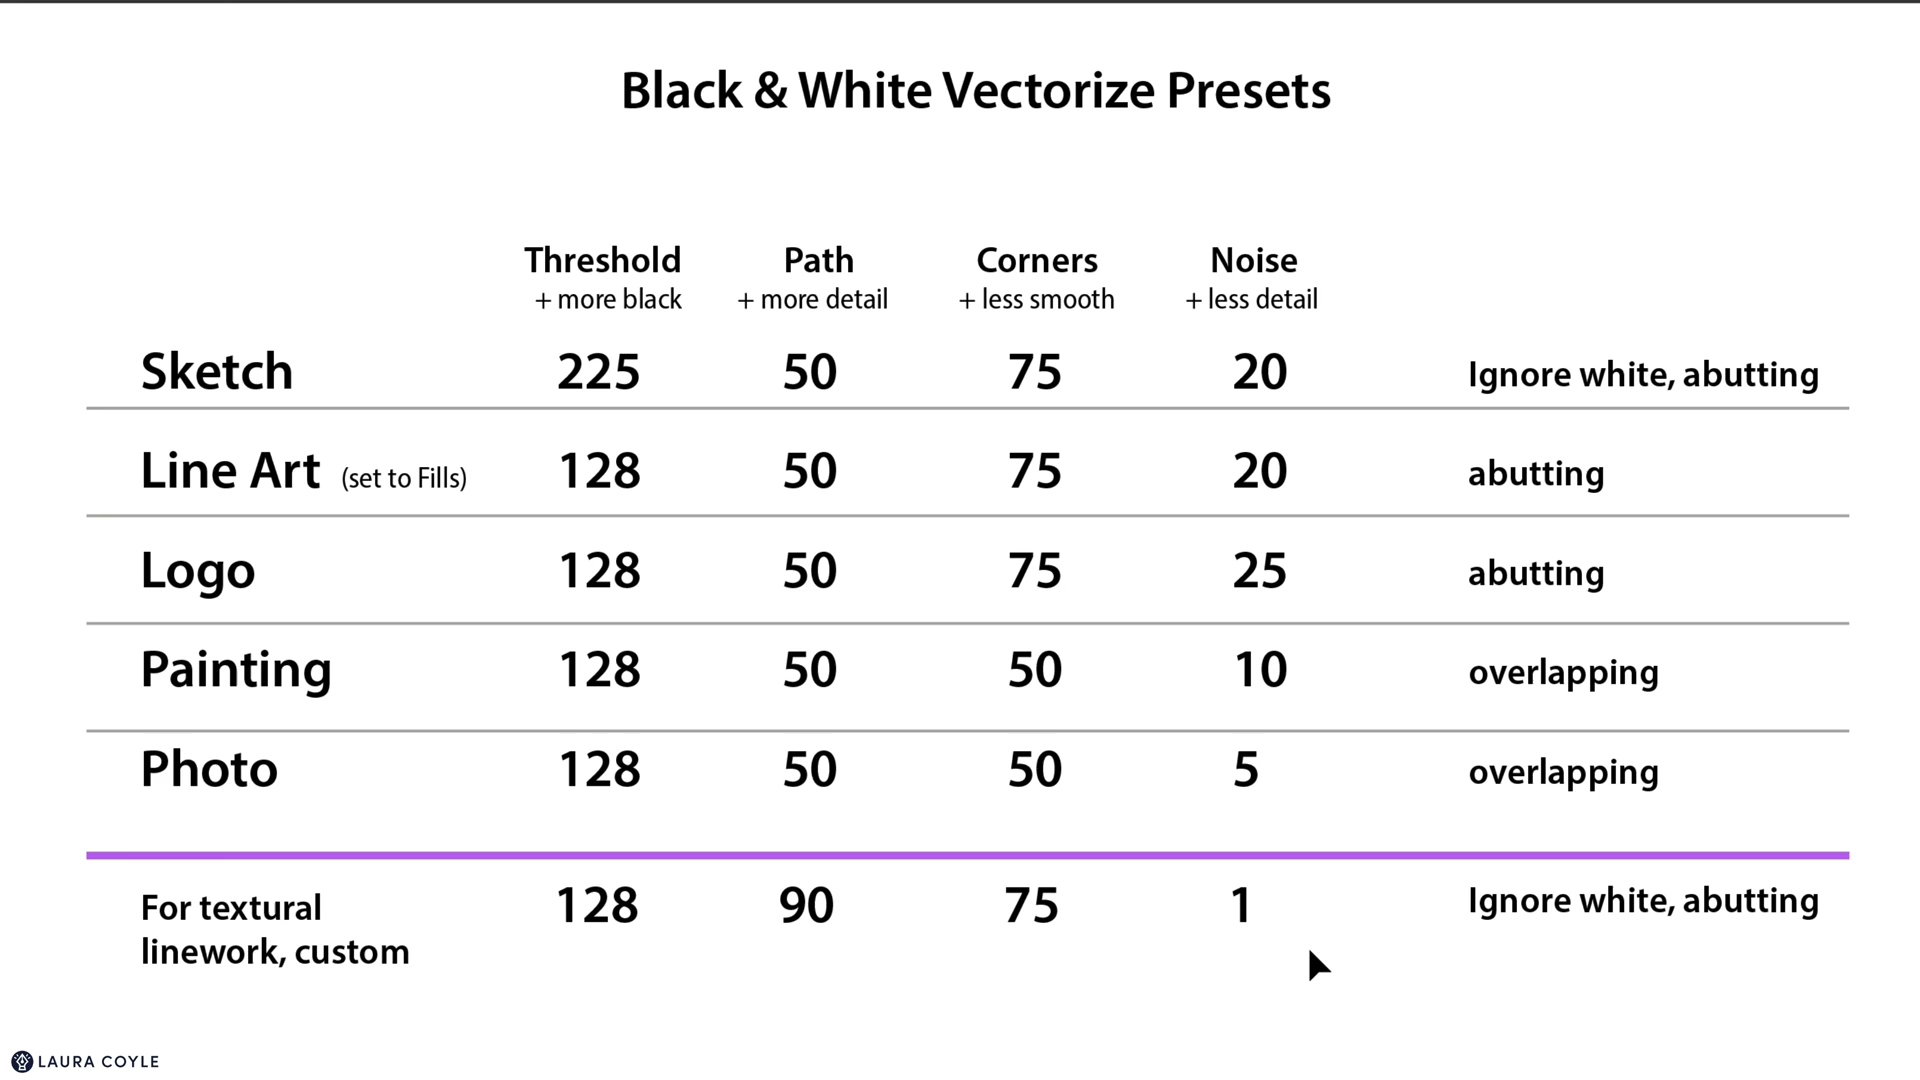 Black & White Vectorize Presets
Threshold Path Corners Noise
+ more black + more detail + less smooth + less detail
Sketch 225 50 75 20 Ignore white, abutting
Line Art (set to Fills) 128 50 75 20 abutting
Logo 128 50 75 25 abutting
Painting 128 50 50 10 overlapping
Photo 128 50 50 5 overlapping
For textural 128 90 75 1 Ignore white, abutting
linework, custom
LAURA COYLE